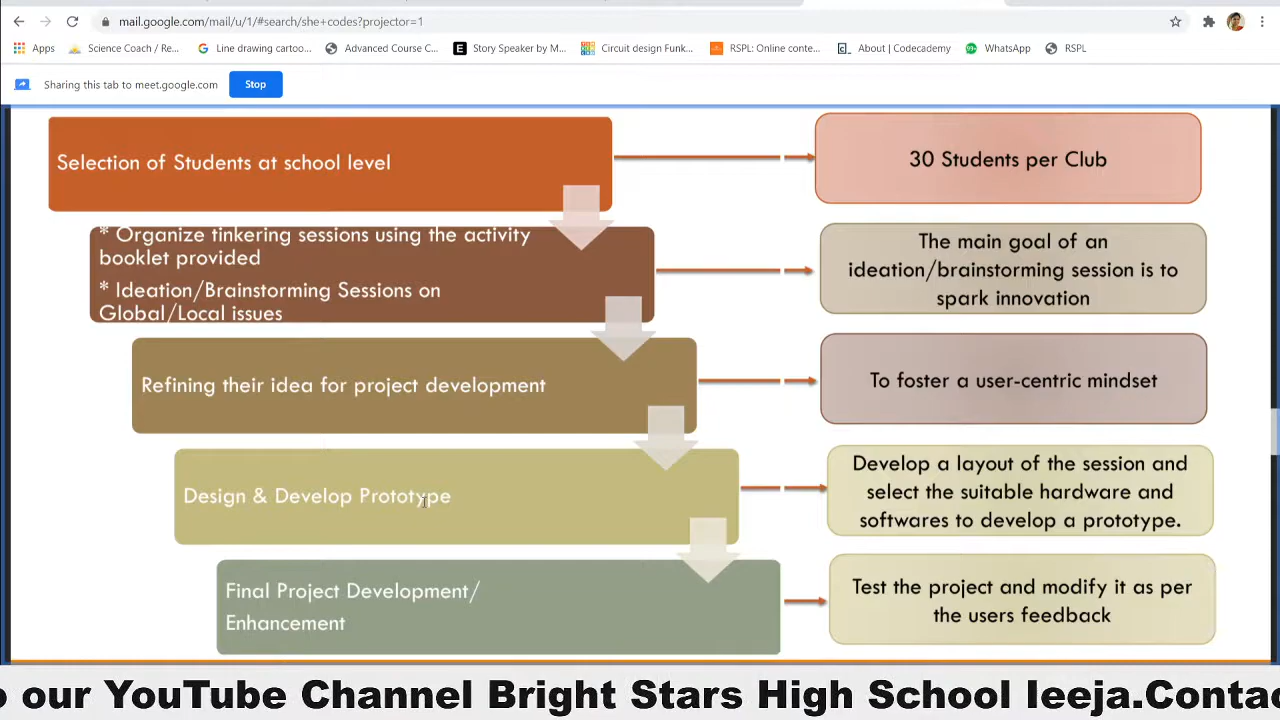 mail.google.com/mail/u/1/#search/she+codes?projector=1
Apps
Science Coach / Re...
Line drawing cartoo...
Advanced Course C...
Story Speaker by M...
Circuit design Funk...
RSPL: Online conte...
About | Codecademy
99+
WhatsApp
RSPL
Sharing this tab to meet.google.com
Stop
Selection of Students at school level
30 Students per Club
* Organize tinkering sessions using the activity
booklet provided
* Ideation/Brainstorming Sessions on
Global/Local issues
The main goal of an
ideation/brainstorming session is to
spark innovation
Refining their idea for project development
To foster a user-centric mindset
Design & Develop Prototype
Develop a layout of the session and
select the suitable hardware and
softwares to develop a prototype.
Final Project Development/
Enhancement
Test the project and modify it as per
the users feedback
o our YouTube Channel Bright Stars High School Ieeja.Contac